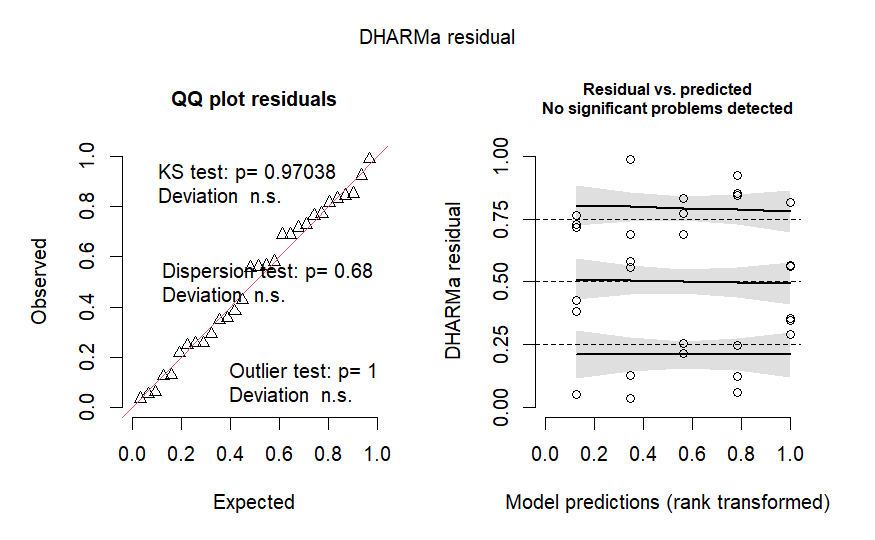 DHARMa residual
QQ plot residuals
KS test: p= 0.97038
Deviation n.s.
Dispersion test: p= 0.68
Deviation n.s.
Outlier test: p= 1
Deviation n.s.
Observed
0.0 0.2 0.4 0.6 0.8 1.0
0.0 0.2 0.4 0.6 0.8 1.0
Expected
Residual vs. predicted
No significant problems detected
DHARMa residual
0.00 0.25 0.50 0.75 1.00
0.0 0.2 0.4 0.6 0.8 1.0
Model predictions (rank transformed)